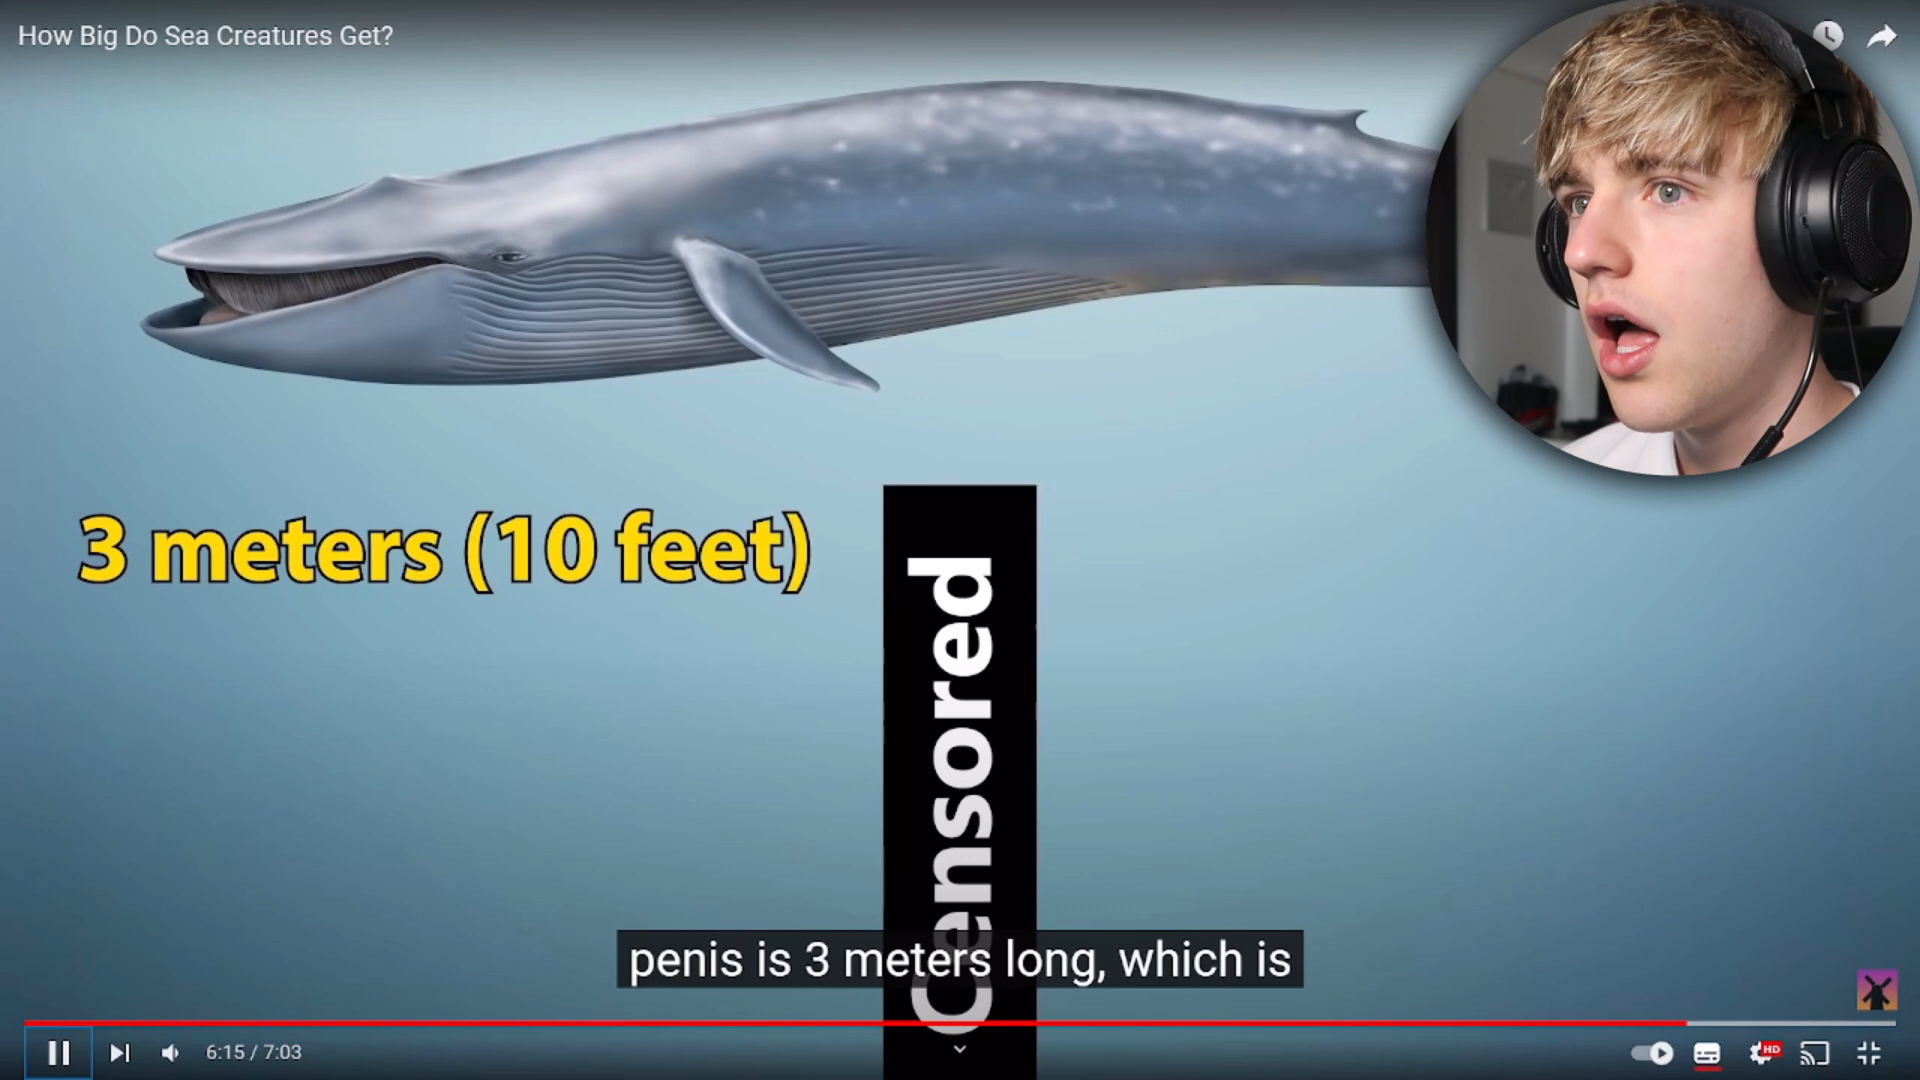 How Big Do Sea Creatures Get?
3 meters (10 feet)
Censored
penis is 3 meters long, which is
6:15 / 7:03
HD